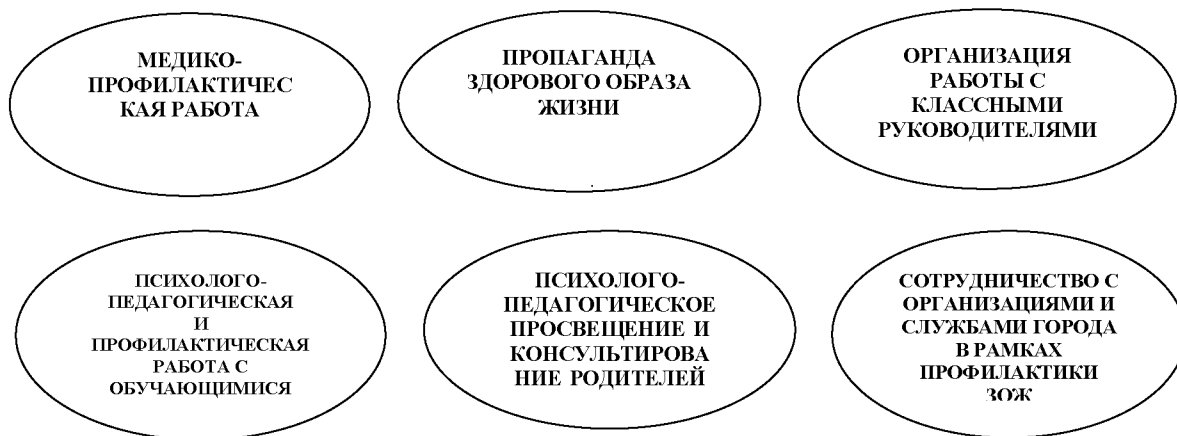 МЕДИКО-
ПРОФИЛАКТИЧЕС
КАЯ РАБОТА
ПРОПАГАНДА
ЗДОРОВОГО ОБРАЗА
ЖИЗНИ
.
ОРГАНИЗАЦИЯ
РАБОТЫ С
КЛАССНЫМИ
РУКОВОДИТЕЛЯМИ
ПСИХОЛОГО-
ПЕДАГОГИЧЕСКАЯ
И
ПРОФИЛАКТИЧЕСКАЯ
РАБОТА С
ОБУЧАЮЩИМИСЯ
ПСИХОЛОГО-
ПЕДАГОГИЧЕСКОЕ
ПРОСВЕЩЕНИЕ И
КОНСУЛЬТИРОВА
НИЕ РОДИТЕЛЕЙ
СОТРУДНИЧЕСТВО С
ОРГАНИЗАЦИЯМИ И
СЛУЖБАМИ ГОРОДА
В РАМКАХ
ПРОФИЛАКТИКИ
ЗОЖ